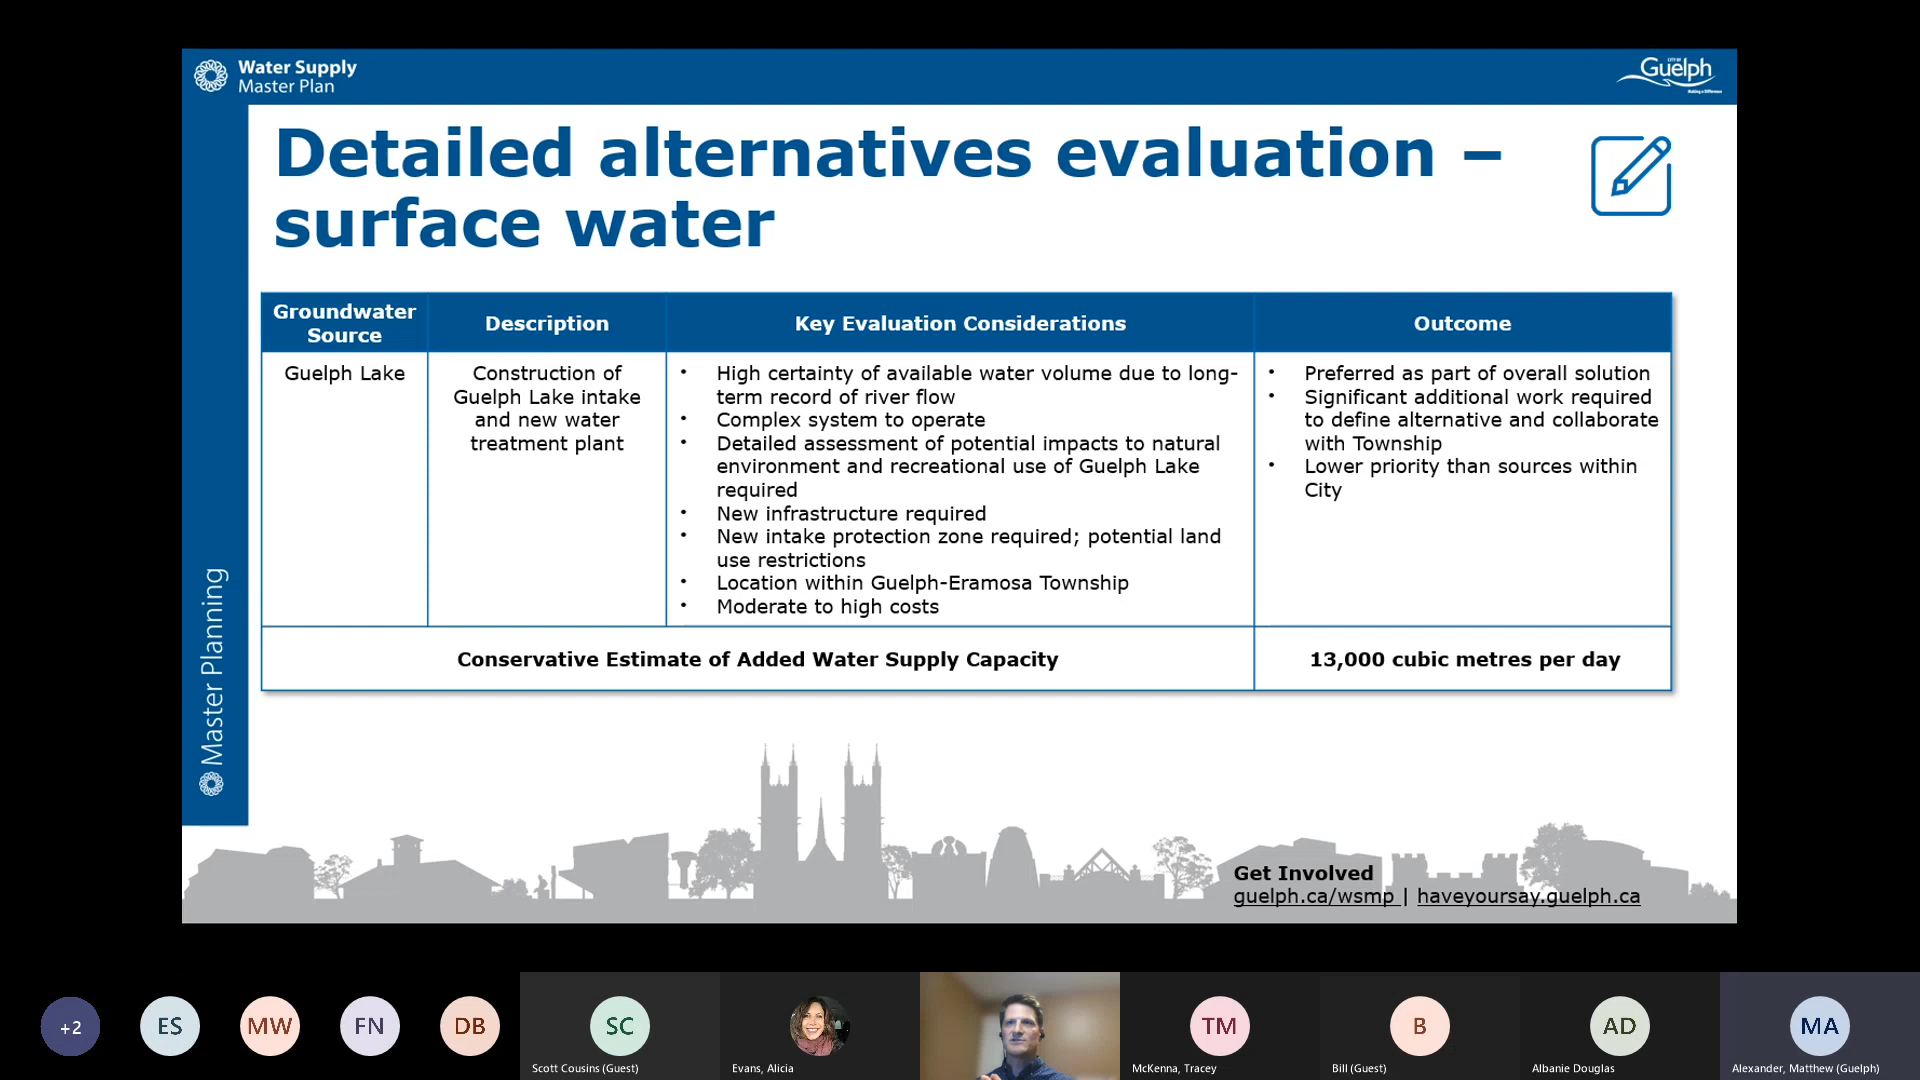 Water Supply
Master Plan
CITY OF
Guelph
Making a Difference
Detailed alternatives evaluation –
surface water
Groundwater
Source
Description
Key Evaluation Considerations
Outcome
Guelph Lake
Construction of
Guelph Lake intake
and new water
treatment plant
• High certainty of available water volume due to long-
term record of river flow
• Complex system to operate
• Detailed assessment of potential impacts to natural
environment and recreational use of Guelph Lake
required
• New infrastructure required
• New intake protection zone required; potential land
use restrictions
• Location within Guelph-Eramosa Township
• Moderate to high costs
• Preferred as part of overall solution
• Significant additional work required
to define alternative and collaborate
with Township
• Lower priority than sources within
City
Conservative Estimate of Added Water Supply Capacity
13,000 cubic metres per day
Master Planning
Get Involved
guelph.ca/wsmp | haveyoursay.guelph.ca
+2
ES
MW
FN
DB
SC
Scott Cousins (Guest)
Evans, Alicia
TM
McKenna, Tracey
B
Bill (Guest)
AD
Albanie Douglas
MA
Alexander, Matthew (Guelph)